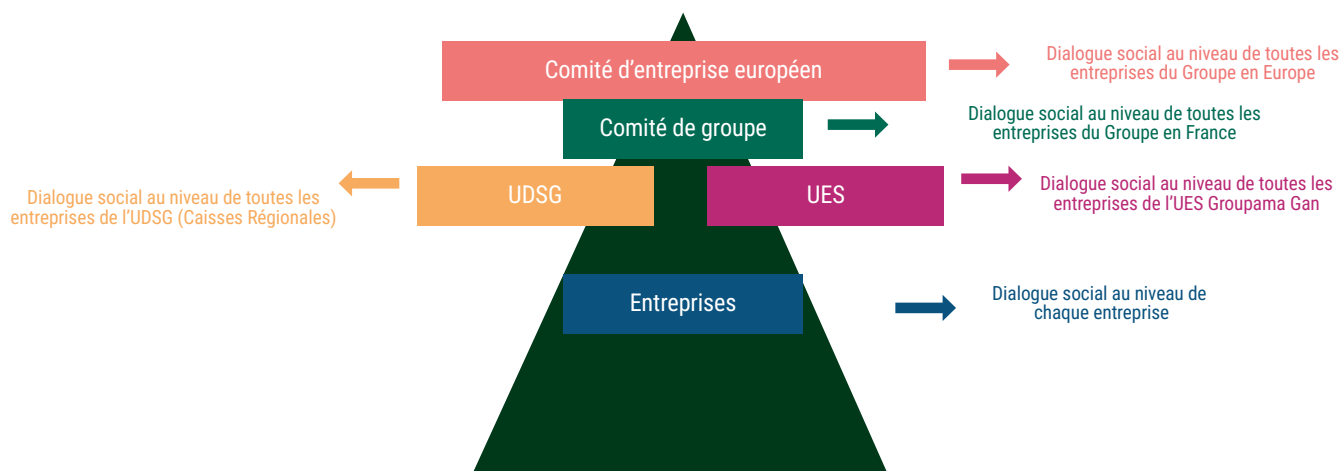 Comité d'entreprise européen
Dialogue social au niveau de toutes les
entreprises du Groupe en Europe
Comité de groupe
Dialogue social au niveau de toutes les
entreprises du Groupe en France
Dialogue social au niveau de toutes les
entreprises de l'UDSG (Caisses Régionales)
UDSG
UES
Dialogue social au niveau de toutes les
entreprises de l'UES Groupama Gan
Entreprises
Dialogue social au niveau de
chaque entreprise